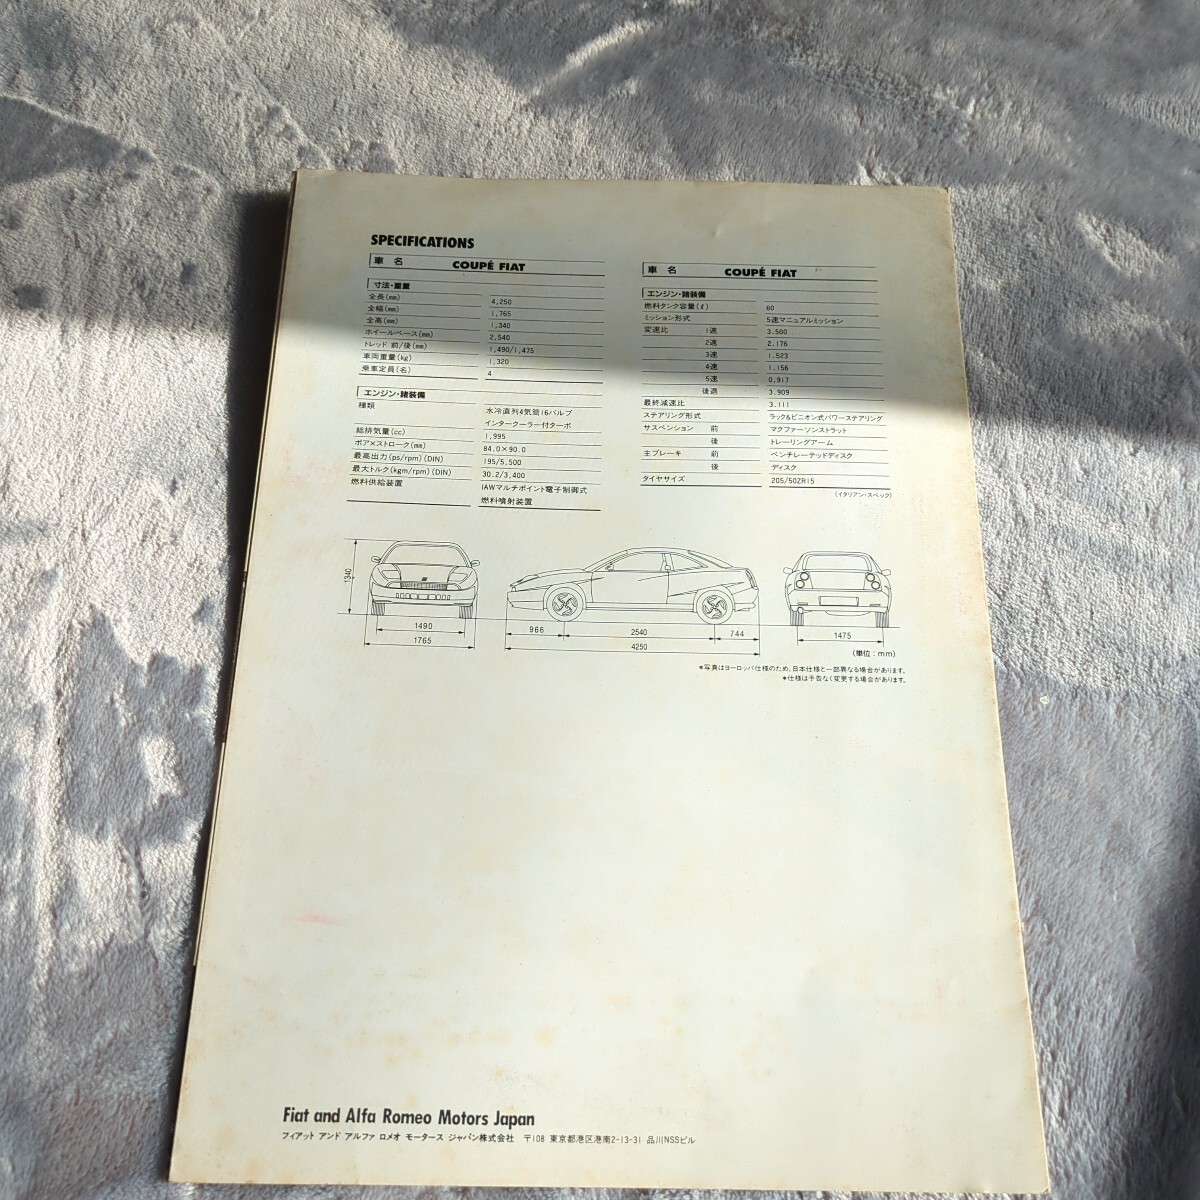 SPECIFICATIONS
車 名 COUPÉ FIAT
寸法・重量
全長(mm) 4,250
全幅(mm) 1,765
全高(mm) 1,340
ホイールベース(mm) 2,540
トレッド 前/後(mm) 1,490/1,475
車両重量(kg) 1,320
乗車定員(名) 4
エンジン・諸装備
種類 水冷直列4気筒16バルブ
インタークーラー付ターボ
総排気量(cc) 1,995
ボア×ストローク(mm) 84.0×90.0
最高出力(ps/rpm)(DIN) 195/5,500
最大トルク(kgm/rpm)(DIN) 30.2/3,400
燃料供給装置 IAWマルチポイント電子制御式
燃料噴射装置
車 名 COUPÉ FIAT
エンジン・諸装備
燃料タンク容量(ℓ) 60
ミッション形式 5速マニュアルミッション
変速比 1速 3.500
2速 2.176
3速 1.523
4速 1.156
5速 0.917
後退 3.909
最終減速比 3.111
ステアリング形式 ラック&ピニオン式パワーステアリング
サスペンション 前 マクファーソンストラット
後 トレーリングアーム
主ブレーキ 前 ベンチレーテッドディスク
後 ディスク
タイヤサイズ 205/50ZR15
(イタリアン・スペック)
1340
1490
1765
966 2540 744
4250
1475
(単位:mm)
*写真はヨーロッパ仕様のため、日本仕様と一部異なる場合があります。
*仕様は予告なく変更する場合があります。
Fiat and Alfa Romeo Motors Japan
フィアット アンド アルファ ロメオ モータース ジャパン株式会社 〒108 東京都港区港南2-13-31 品川NSSビル